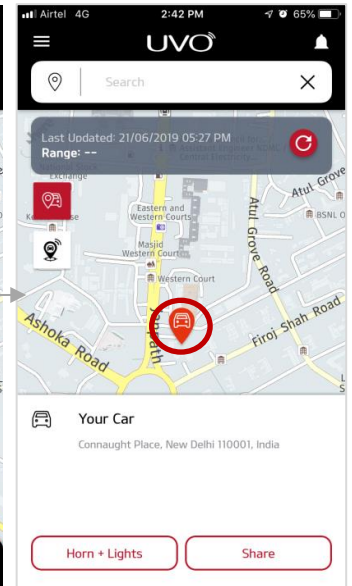 Airtel 4G 2:42 PM 65%
UVO
Search
Last Updated: 21/06/2019 05:27 PM
Range: --
Exchange
Eastern and
Western Courts
Masjid
Western Court
Western Court
Atul Grove
BSNL O
Atul Grove Road
Ashoka Road
Janpath
Firoj Shah Road
Your Car
Connaught Place, New Delhi 110001, India
Horn + Lights
Share